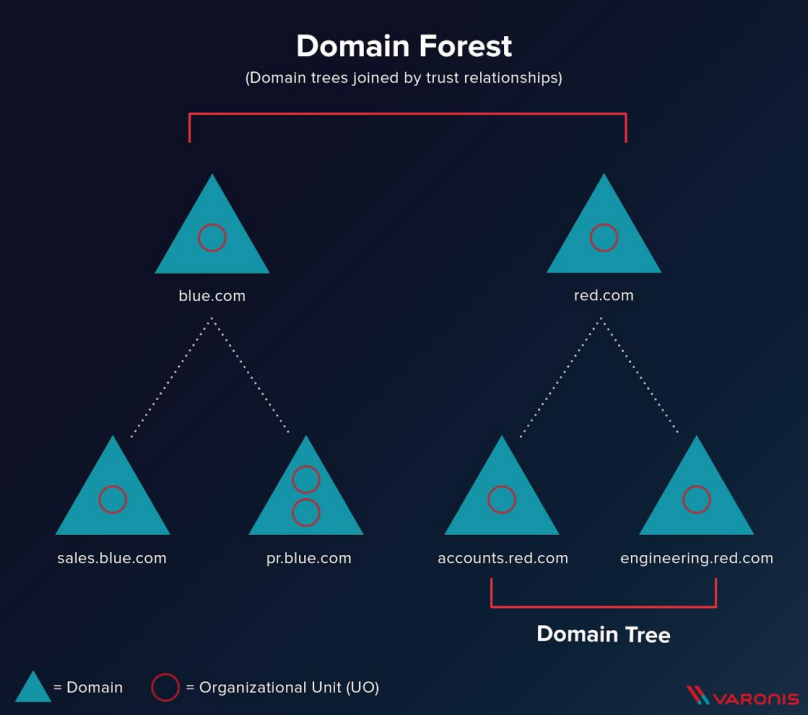 Domain Forest
(Domain trees joined by trust relationships)
blue.com
red.com
sales.blue.com
pr.blue.com
accounts.red.com
engineering.red.com
Domain Tree
= Domain
= Organizational Unit (UO)
VARONIS